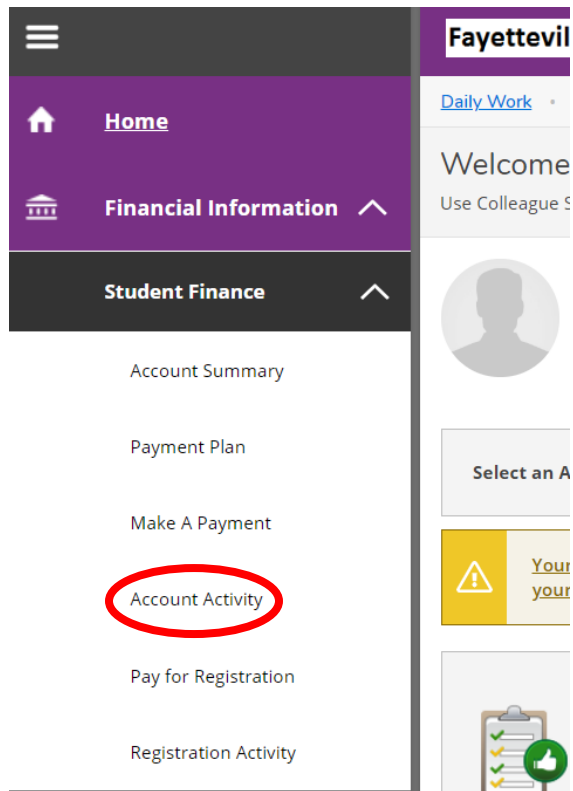 Fayettevil
Home
Financial Information
Student Finance
Account Summary
Payment Plan
Make A Payment
Account Activity
Pay for Registration
Registration Activity
Daily Work •
Welcome
Use Colleague S
Select an A
Your
your